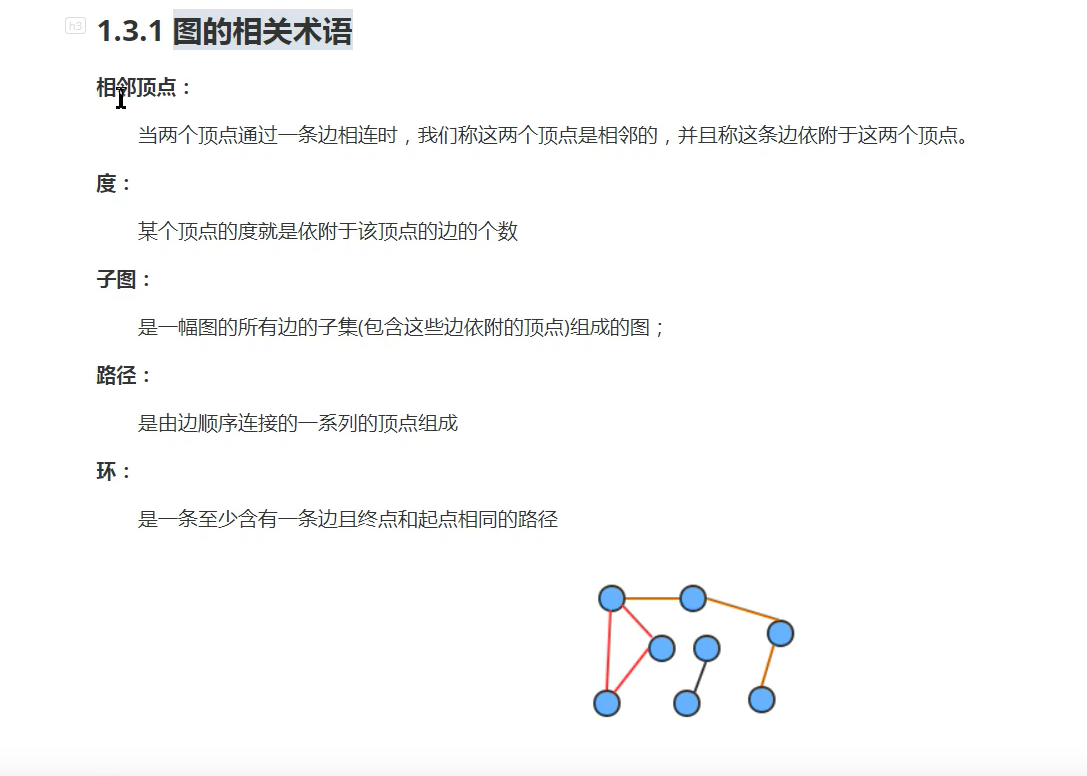 h3
1.3.1 图的相关术语
相邻顶点：
当两个顶点通过一条边相连时，我们称这两个顶点是相邻的，并且称这条边依附于这两个顶点。
度：
某个顶点的度就是依附于该顶点的边的个数
子图：
是一幅图的所有边的子集(包含这些边依附的顶点)组成的图；
路径：
是由边顺序连接的一系列的顶点组成
环：
是一条至少含有一条边且终点和起点相同的路径